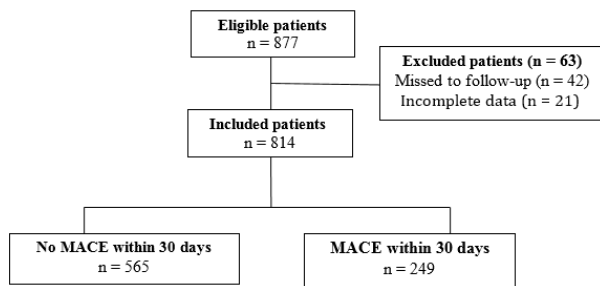 Eligible patients
n = 877
Excluded patients (n = 63)
Missed to follow-up (n = 42)
Incomplete data (n = 21)
Included patients
n = 814
No MACE within 30 days
n = 565
MACE within 30 days
n = 249